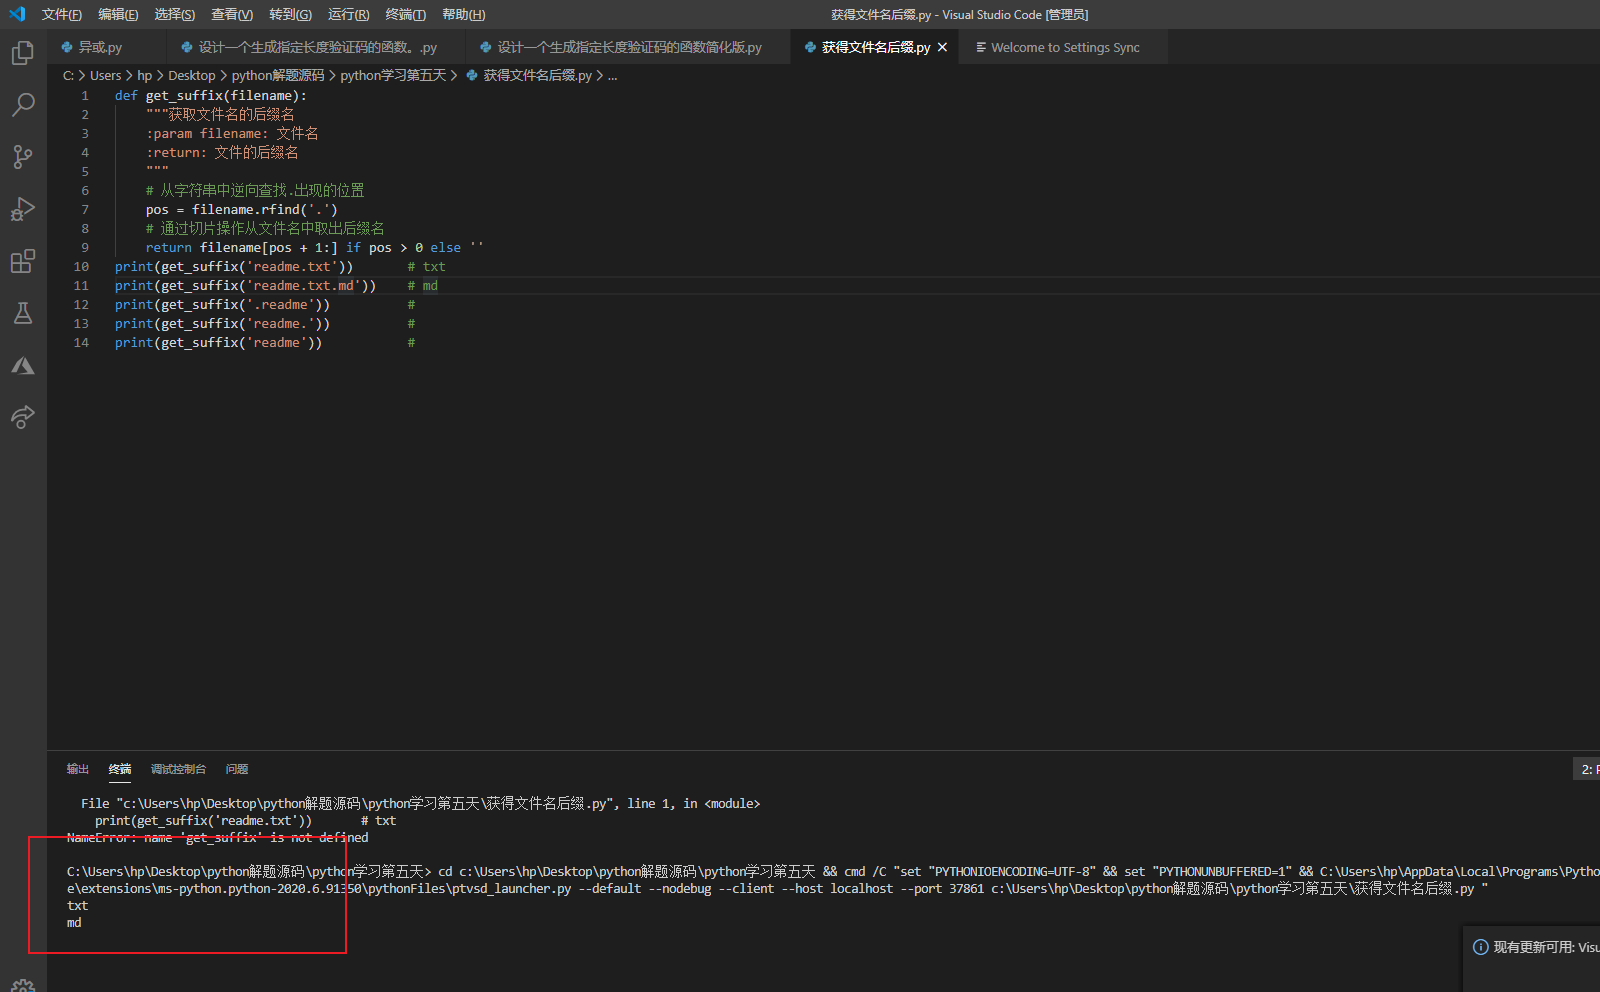 文件(F) 编辑(E) 选择(S) 查看(V) 转到(G) 运行(R) 终端(T) 帮助(H) 获得文件名后缀.py - Visual Studio Code [管理员]
异或.py 设计一个生成指定长度验证码的函数。.py 设计一个生成指定长度验证码的函数简化版.py 获得文件名后缀.py × Welcome to Settings Sync
C: > Users > hp > Desktop > python解题源码 > python学习第五天 > 获得文件名后缀.py > ...
1 def get_suffix(filename):
2     """获取文件名的后缀名
3     :param filename: 文件名
4     :return: 文件的后缀名
5     """
6     # 从字符串中逆向查找.出现的位置
7     pos = filename.rfind('.')
8     # 通过切片操作从文件名中取出后缀名
9     return filename[pos + 1:] if pos > 0 else ''
10 print(get_suffix('readme.txt'))       # txt
11 print(get_suffix('readme.txt.md'))    # md
12 print(get_suffix('.readme'))          #
13 print(get_suffix('readme.'))          #
14 print(get_suffix('readme'))           #
输出 终端 调试控制台 问题
2: P
File "c:\Users\hp\Desktop\python解题源码\python学习第五天\获得文件名后缀.py", line 1, in <module>
print(get_suffix('readme.txt'))       # txt
NameError: name 'get_suffix' is not defined
C:\Users\hp\Desktop\python解题源码\python学习第五天> cd c:\Users\hp\Desktop\python解题源码\python学习第五天 && cmd /C "set "PYTHONIOENCODING=UTF-8" && set "PYTHONUNBUFFERED=1" && C:\Users\hp\AppData\Local\Programs\Pytho
e\extensions\ms-python.python-2020.6.91350\pythonFiles\ptvsd_launcher.py --default --nodebug --client --host localhost --port 37861 c:\Users\hp\Desktop\python解题源码\python学习第五天\获得文件名后缀.py "
txt
md
现有更新可用: Visu